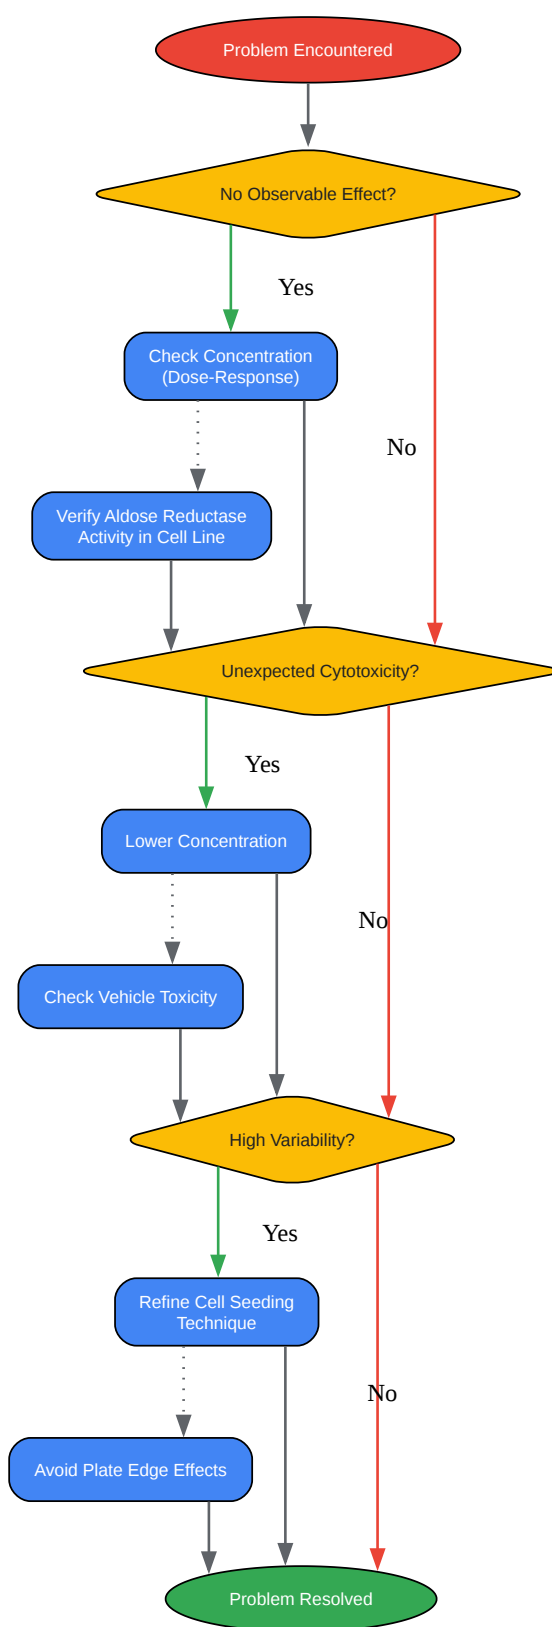 Problem Encountered
No Observable Effect?
Yes
Check Concentration
(Dose-Response)
No
Verify Aldose Reductase
Activity in Cell Line
Unexpected Cytotoxicity?
Yes
Lower Concentration
No
Check Vehicle Toxicity
High Variability?
Yes
Refine Cell Seeding
Technique
No
Avoid Plate Edge Effects
Problem Resolved